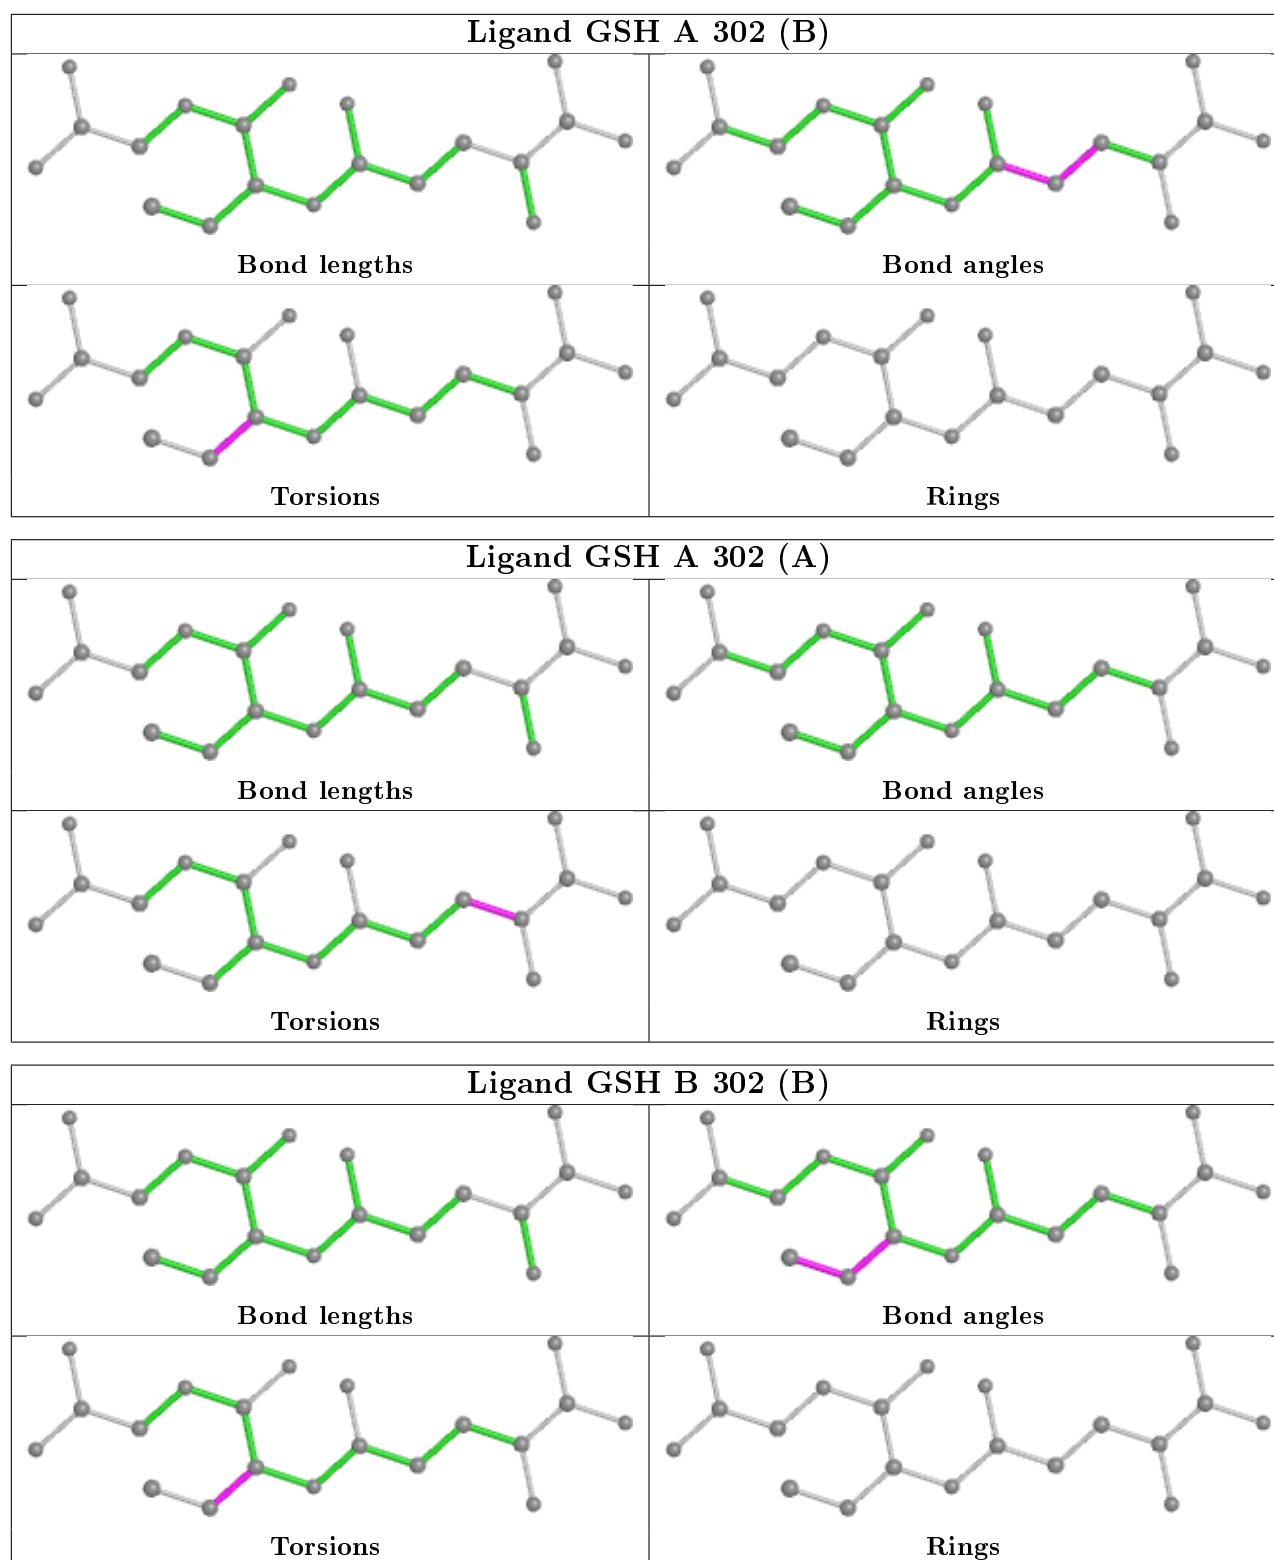 Ligand GSH A 302 (B)
Bond lengths
Bond angles
Torsions
Rings
Ligand GSH A 302 (A)
Bond lengths
Bond angles
Torsions
Rings
Ligand GSH B 302 (B)
Bond lengths
Bond angles
Torsions
Rings